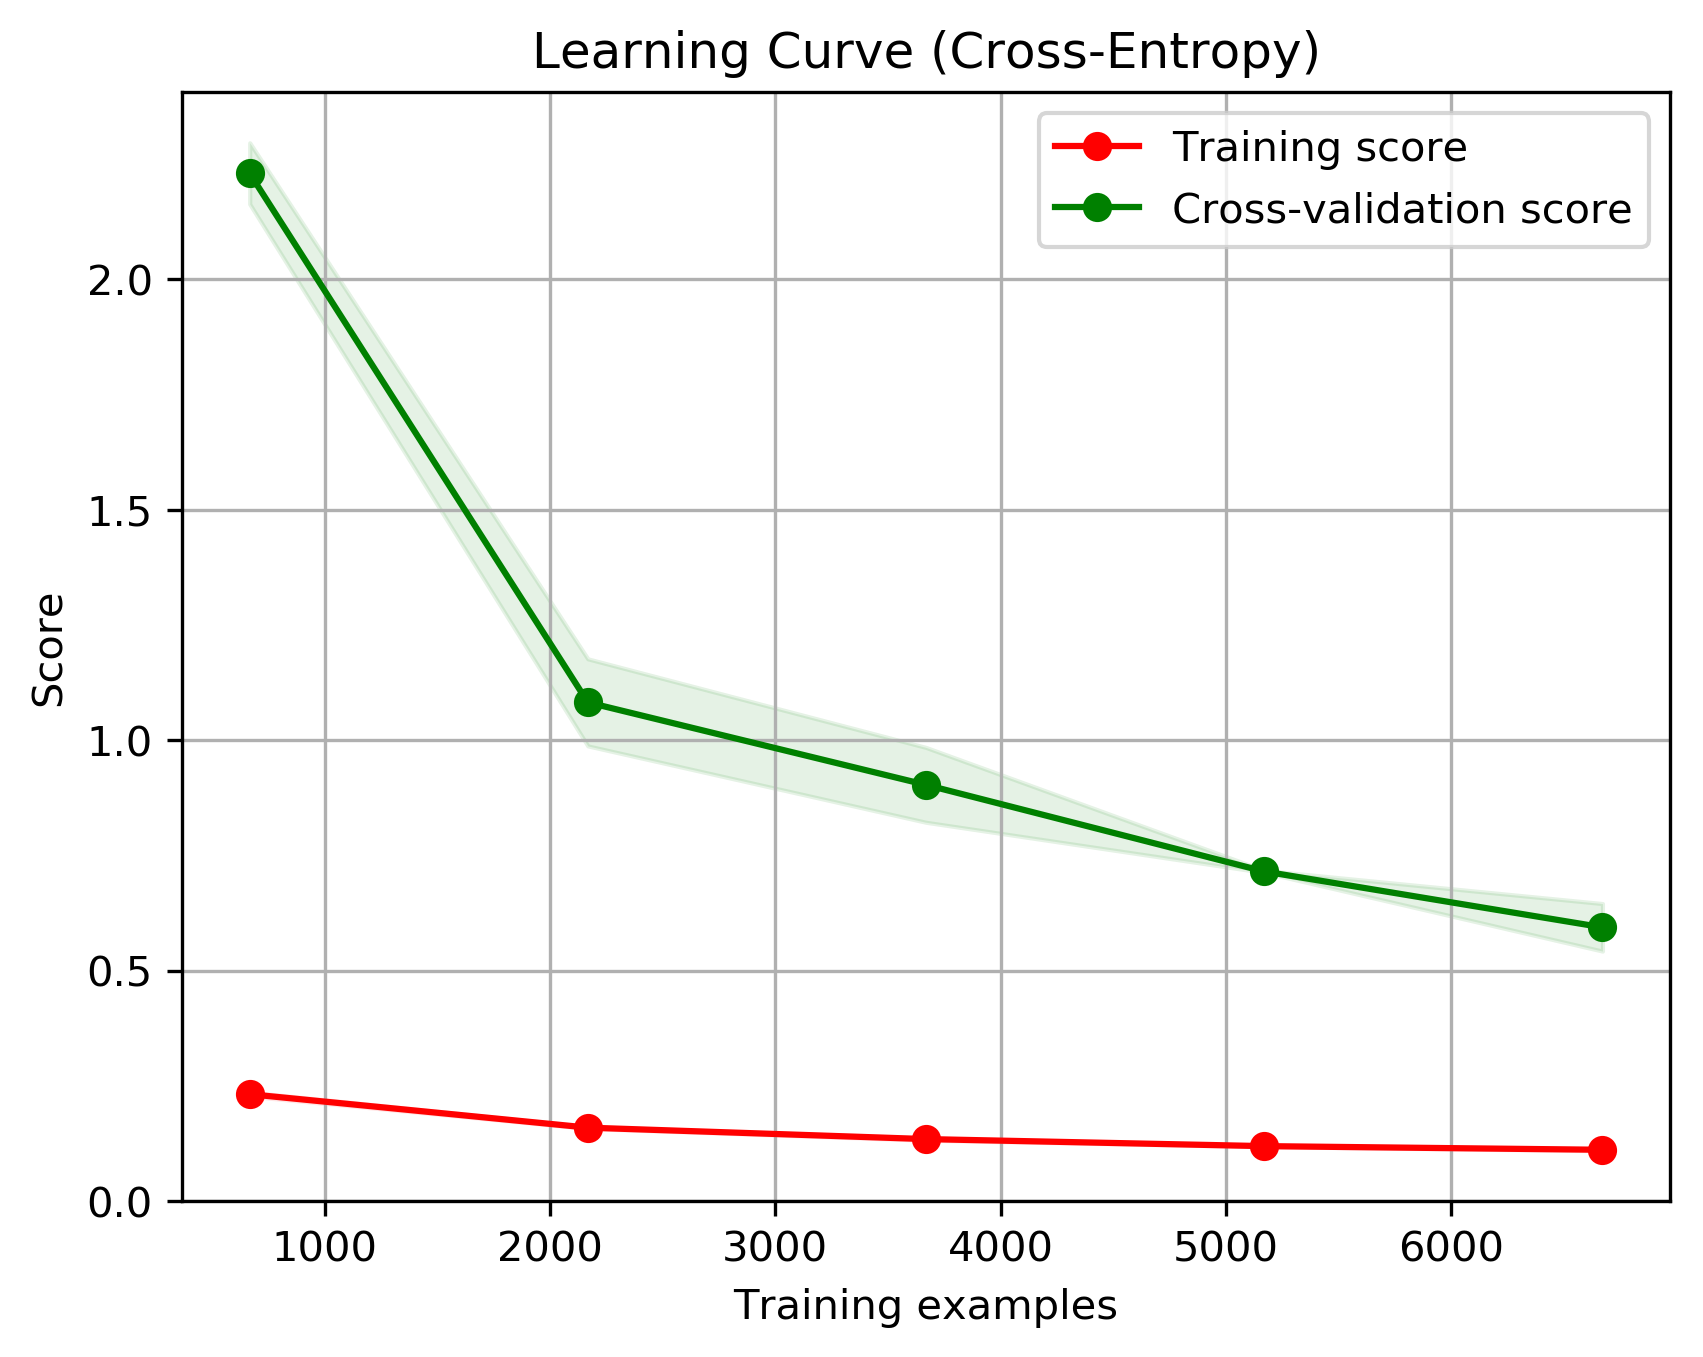 Learning Curve (Cross-Entropy)
Training score
Cross-validation score
2.0
1.5
1.0
0.5
0.0
Score
1000 2000 3000 4000 5000 6000
Training examples